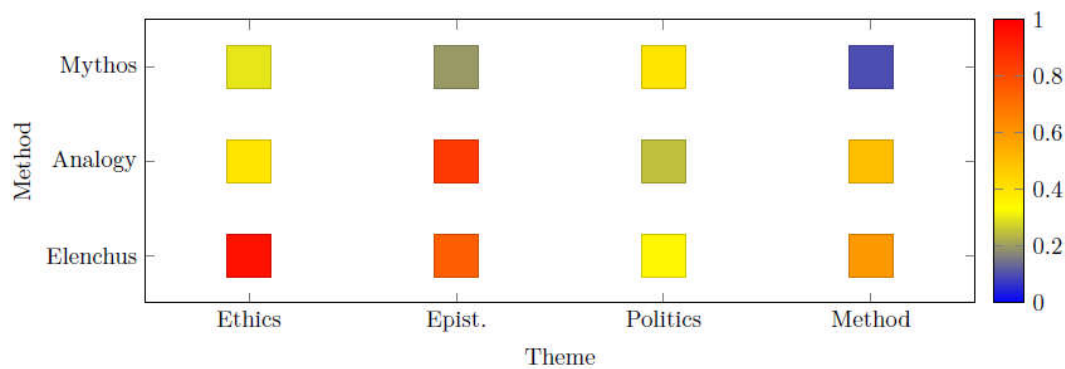 Method
Mythos
Analogy
Elenchus
Ethics Epist. Politics Method
Theme
1
0.8
0.6
0.4
0.2
0